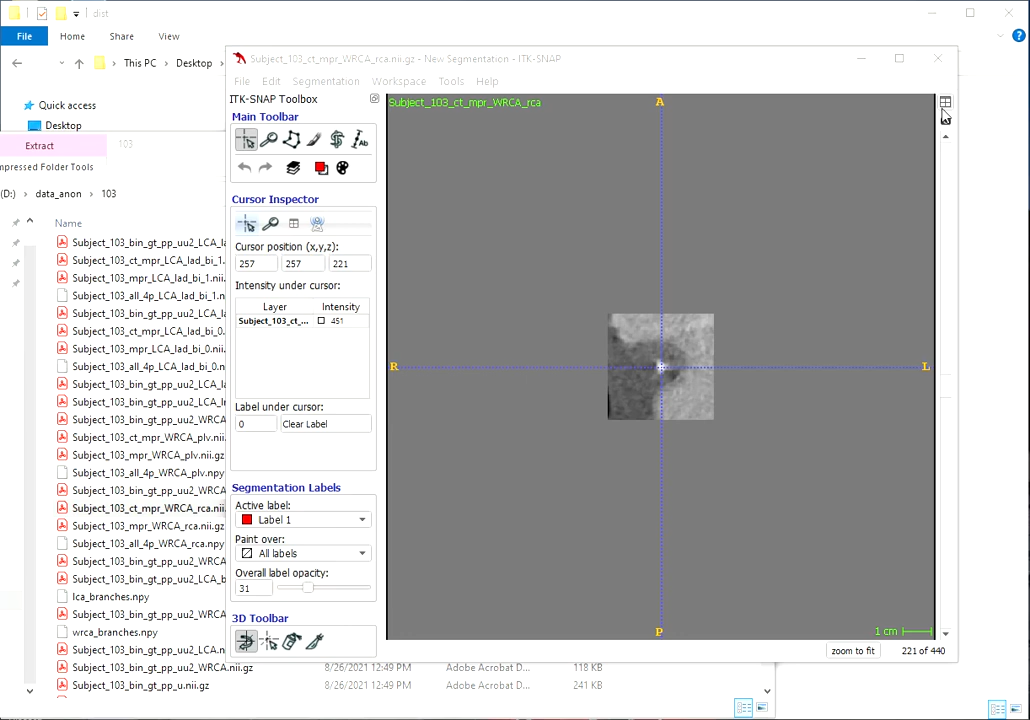 dist
File
Home
Share
View
This PC
Desktop
Quick access
Desktop
Extract
103
mpressed Folder Tools
(D:)
data_anon
103
Name
Subject_103_bin_gt_pp_uu2_LCA_la
Subject_103_ct_mpr_LCA_lad_bi_1.
Subject_103_mpr_LCA_lad_bi_1.nii.
Subject_103_all_4p_LCA_lad_bi_1.n
Subject_103_bin_gt_pp_uu2_LCA_la
Subject_103_ct_mpr_LCA_lad_bi_0.
Subject_103_mpr_LCA_lad_bi_0.nii.
Subject_103_all_4p_LCA_lad_bi_0.n
Subject_103_bin_gt_pp_uu2_LCA_la
Subject_103_bin_gt_pp_uu2_WRCA
Subject_103_ct_mpr_WRCA_plv.nii.
Subject_103_mpr_WRCA_plv.nii.gz
Subject_103_all_4p_WRCA_plv.npy
Subject_103_bin_gt_pp_uu2_WRCA
Subject_103_ct_mpr_WRCA_rca.nii.
Subject_103_mpr_WRCA_rca.nii.gz
Subject_103_all_4p_WRCA_rca.npy
Subject_103_bin_gt_pp_uu2_WRCA
Subject_103_bin_gt_pp_uu2_LCA_b
lca_branches.npy
Subject_103_bin_gt_pp_uu2_WRCA
wrca_branches.npy
Subject_103_bin_gt_pp_uu2_LCA.n
Subject_103_bin_gt_pp_uu2_WRCA.nii.gz 8/26/2021 12:49 PM Adobe Acrobat D... 118 KB
Subject_103_bin_gt_pp_u.nii.gz 8/26/2021 12:49 PM Adobe Acrobat D... 241 KB
Subject_103_ct_mpr_WRCA_rca.nii.gz - New Segmentation - ITK-SNAP
File Edit Segmentation Workspace Tools Help
ITK-SNAP Toolbox
Main Toolbar
Ab
Cursor Inspector
Cursor position (x,y,z):
257 257 221
Intensity under cursor:
Layer Intensity
Subject_103_ct_... 451
Label under cursor:
0 Clear Label
Segmentation Labels
Active label:
Label 1
Paint over:
All labels
Overall label opacity:
31
3D Toolbar
Subject_103_ct_mpr_WRCA_rca
A
R
L
P
1 cm
zoom to fit
221 of 440